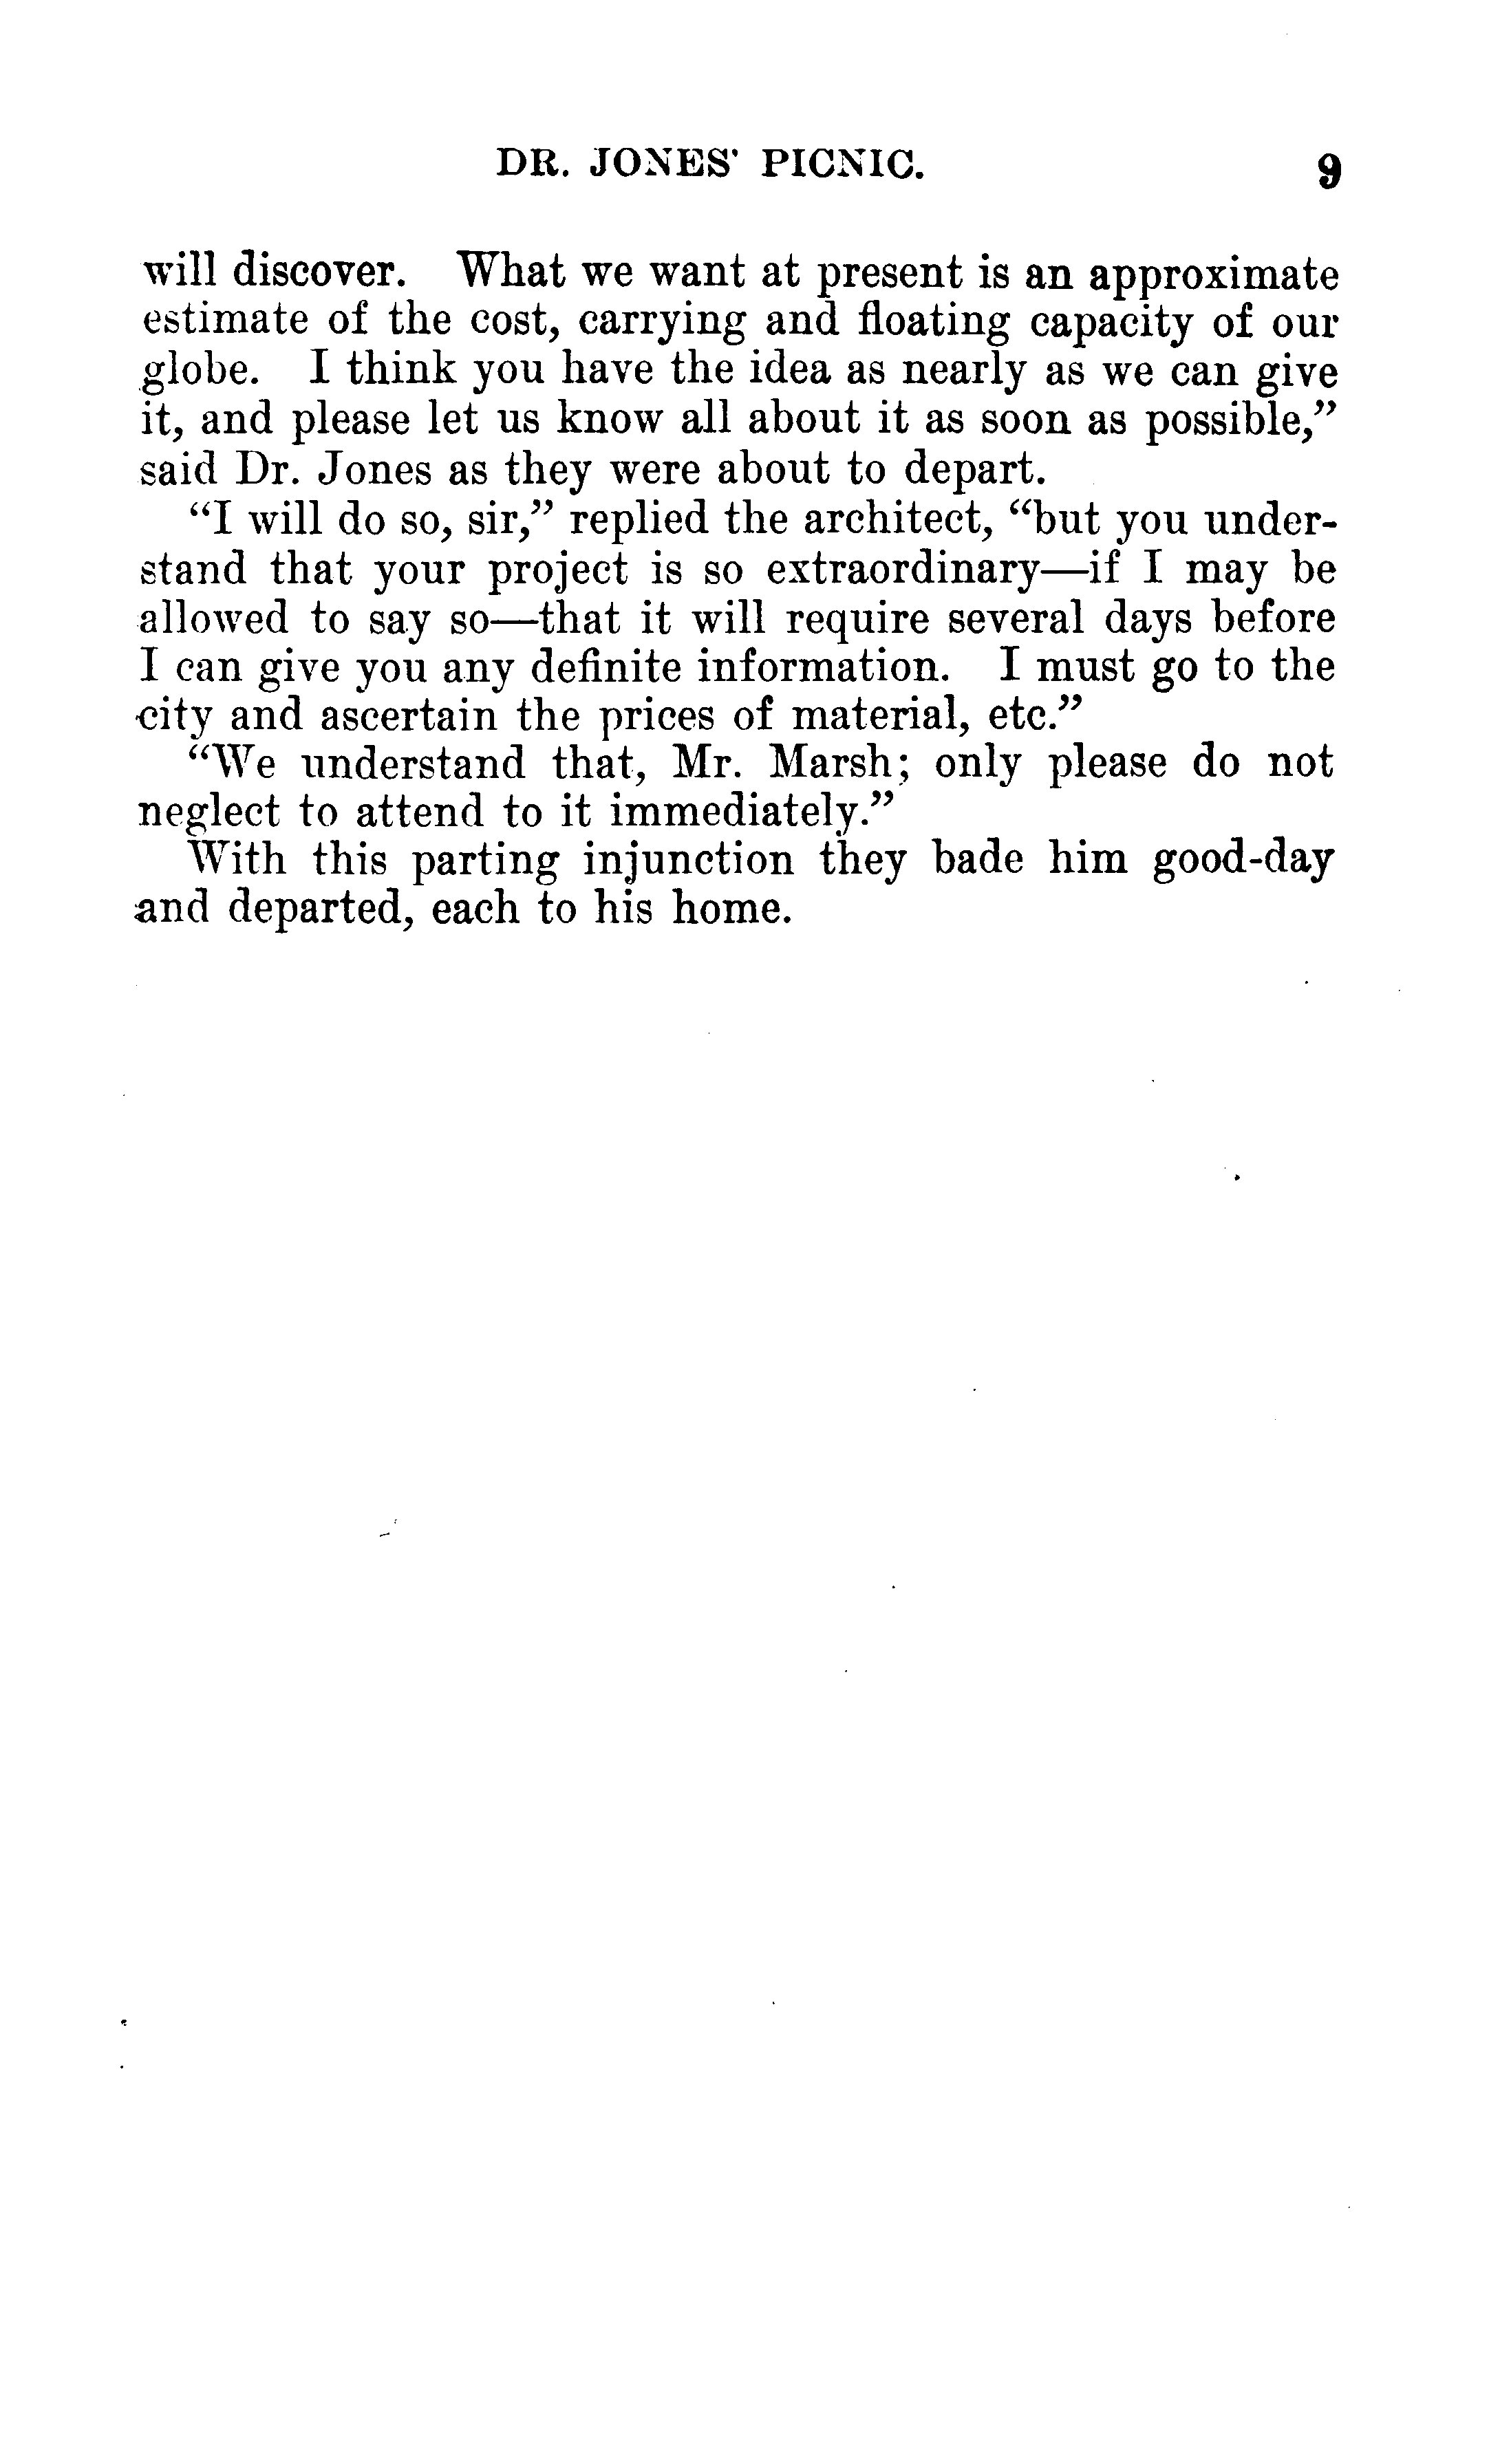 DR. JONES' PICNIC. 9
will discover. What we want at present is an approximate
estimate of the cost, carrying and floating capacity of our
globe. I think you have the idea as nearly as we can give
it, and please let us know all about it as soon as possible,”
said Dr. Jones as they were about to depart.
“I will do so, sir,” replied the architect, “but you under-
stand that your project is so extraordinary—if I may be
allowed to say so—that it will require several days before
I can give you any definite information. I must go to the
city and ascertain the prices of material, etc.”
“We understand that, Mr. Marsh; only please do not
neglect to attend to it immediately.”
With this parting injunction they bade him good-day
and departed, each to his home.